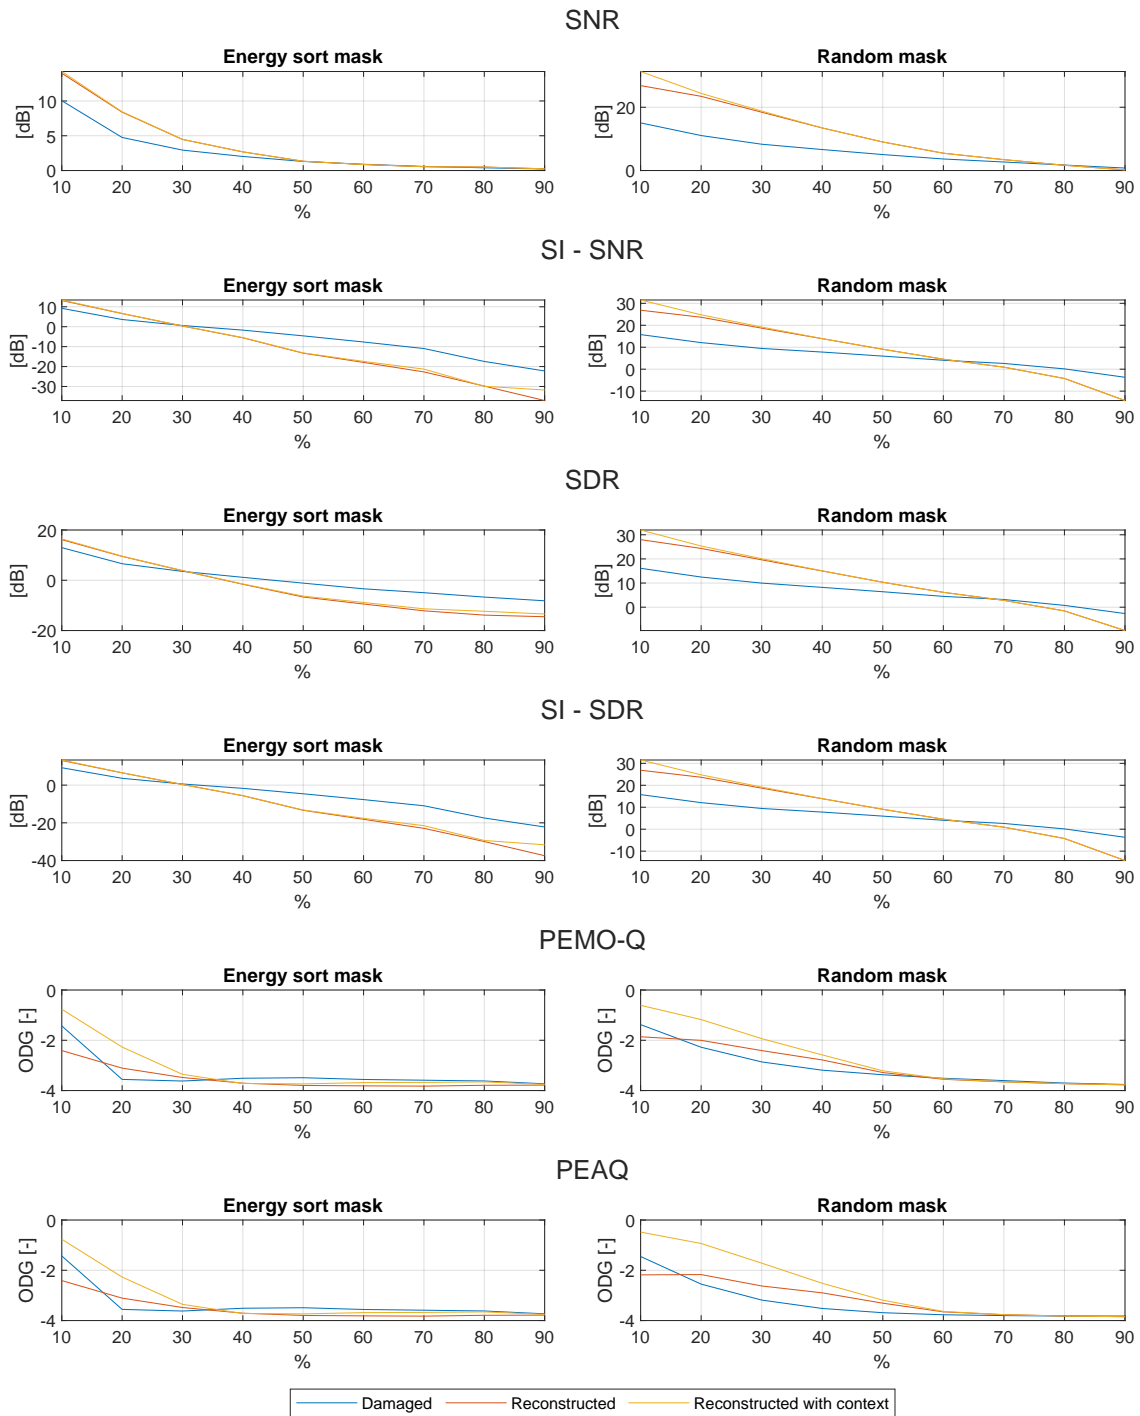 SNR
Energy sort mask
Random mask
[dB]
10
5
0
10 20 30 40 50 60 70 80 90
%
[dB]
20
0
10 20 30 40 50 60 70 80 90
%
SI - SNR
Energy sort mask
Random mask
[dB]
10
0
-10
-20
-30
10 20 30 40 50 60 70 80 90
%
[dB]
30
20
10
0
-10
10 20 30 40 50 60 70 80 90
%
SDR
Energy sort mask
Random mask
[dB]
20
0
-20
10 20 30 40 50 60 70 80 90
%
[dB]
30
20
10
0
10 20 30 40 50 60 70 80 90
%
SI - SDR
Energy sort mask
Random mask
[dB]
0
-20
-40
10 20 30 40 50 60 70 80 90
%
[dB]
30
20
10
0
-10
10 20 30 40 50 60 70 80 90
%
PEMO-Q
Energy sort mask
Random mask
ODG [-]
0
-2
-4
10 20 30 40 50 60 70 80 90
%
ODG [-]
0
-2
-4
10 20 30 40 50 60 70 80 90
%
PEAQ
Energy sort mask
Random mask
ODG [-]
0
-2
-4
10 20 30 40 50 60 70 80 90
%
ODG [-]
0
-2
-4
10 20 30 40 50 60 70 80 90
%
Damaged
Reconstructed
Reconstructed with context